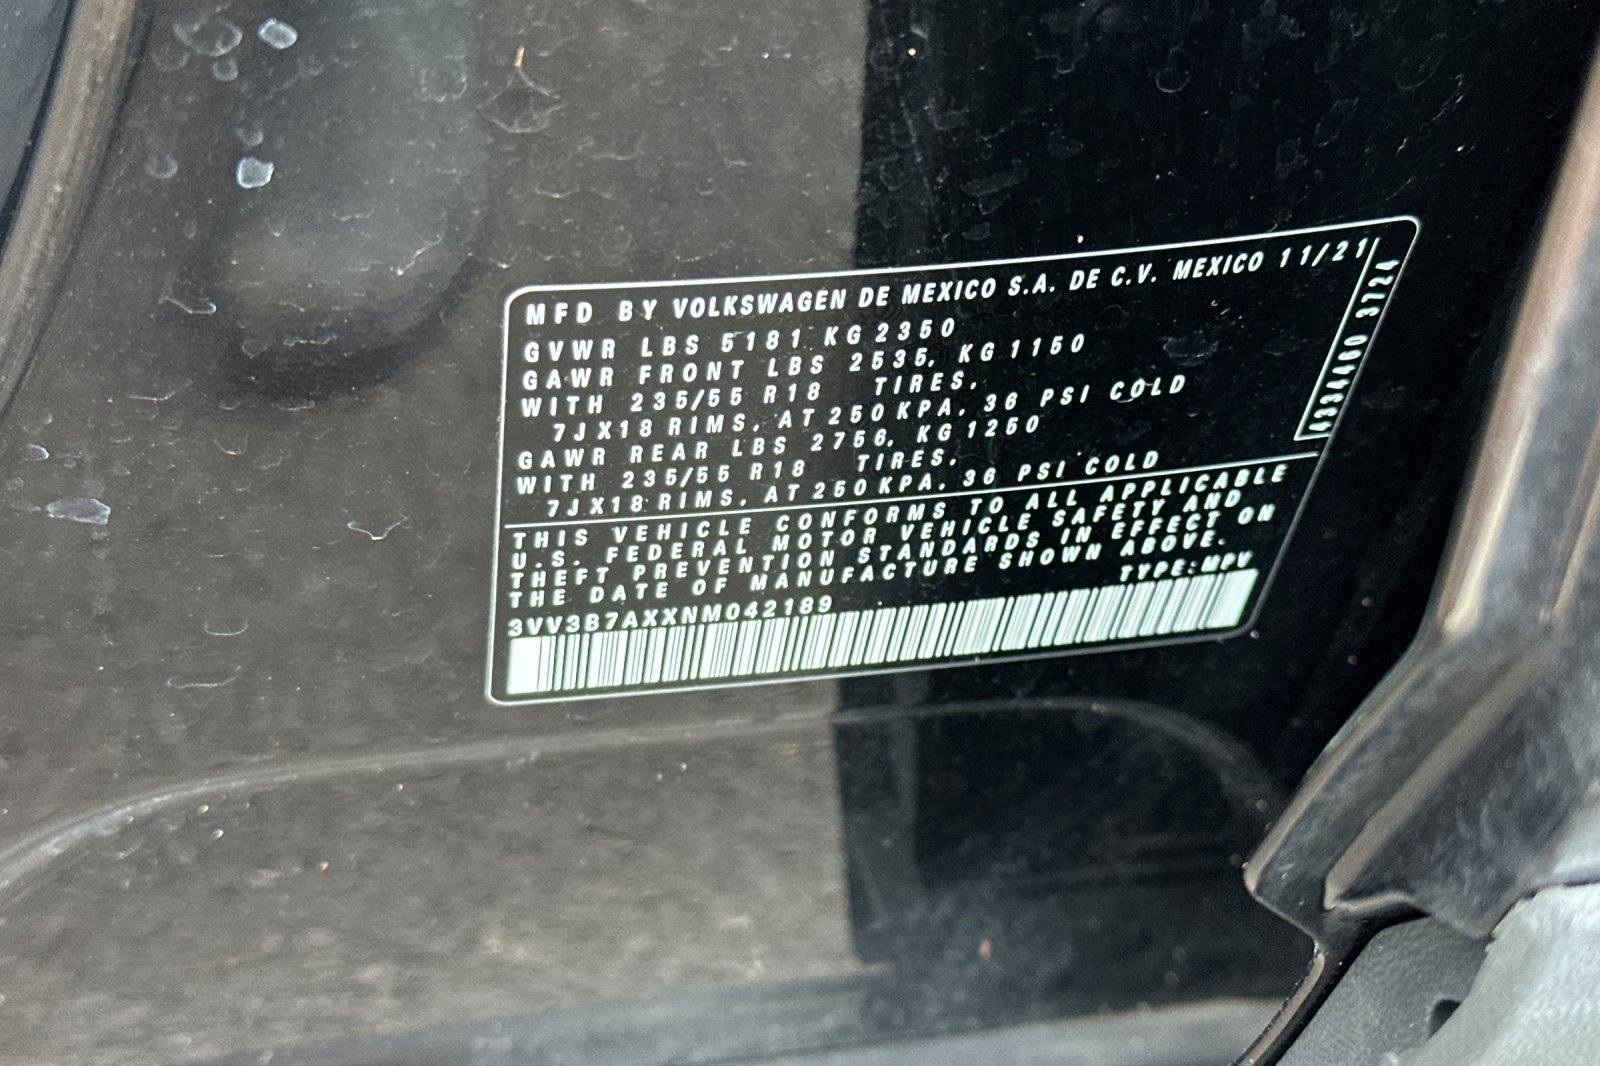 MFD BY VOLKSWAGEN DE MEXICO S.A. DE C.V. MEXICO 11/21
GVWR LBS 5181 KG 2350
GAWR FRONT LBS 2535, KG 1150
WITH 235/55 R18 TIRES,
7JX18 RIMS, AT 250 KPA, 36 PSI COLD
GAWR REAR LBS 2756, KG 1250
WITH 235/55 R18 TIRES,
7JX18 RIMS, AT 250 KPA, 36 PSI COLD
THIS VEHICLE CONFORMS TO ALL APPLICABLE
U.S. FEDERAL MOTOR VEHICLE SAFETY AND
THEFT PREVENTION STANDARDS IN EFFECT ON
THE DATE OF MANUFACTURE SHOWN ABOVE.
3VV3B7AXXNM042189 TYPE: MPV